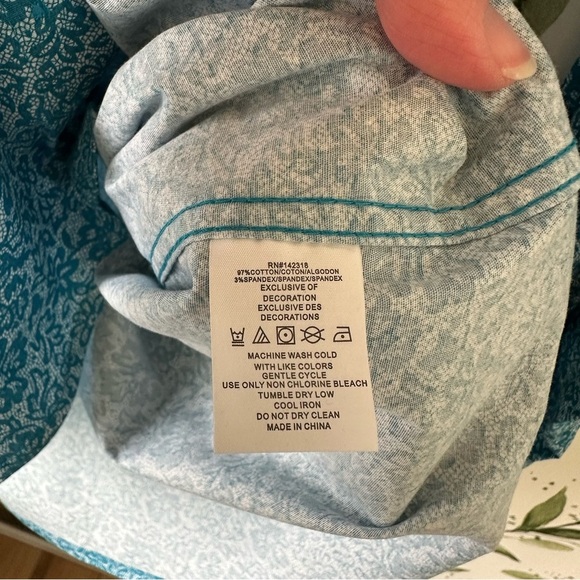 RN#142318
97%COTTON/COTON/ALGODON
3%SPANDEX/SPANDEX/SPANDEX
EXCLUSIVE OF
DECORATION
EXCLUSIVE DES
DECORATIONS
MACHINE WASH COLD
WITH LIKE COLORS
GENTLE CYCLE
USE ONLY NON CHLORINE BLEACH
TUMBLE DRY LOW
COOL IRON
DO NOT DRY CLEAN
MADE IN CHINA